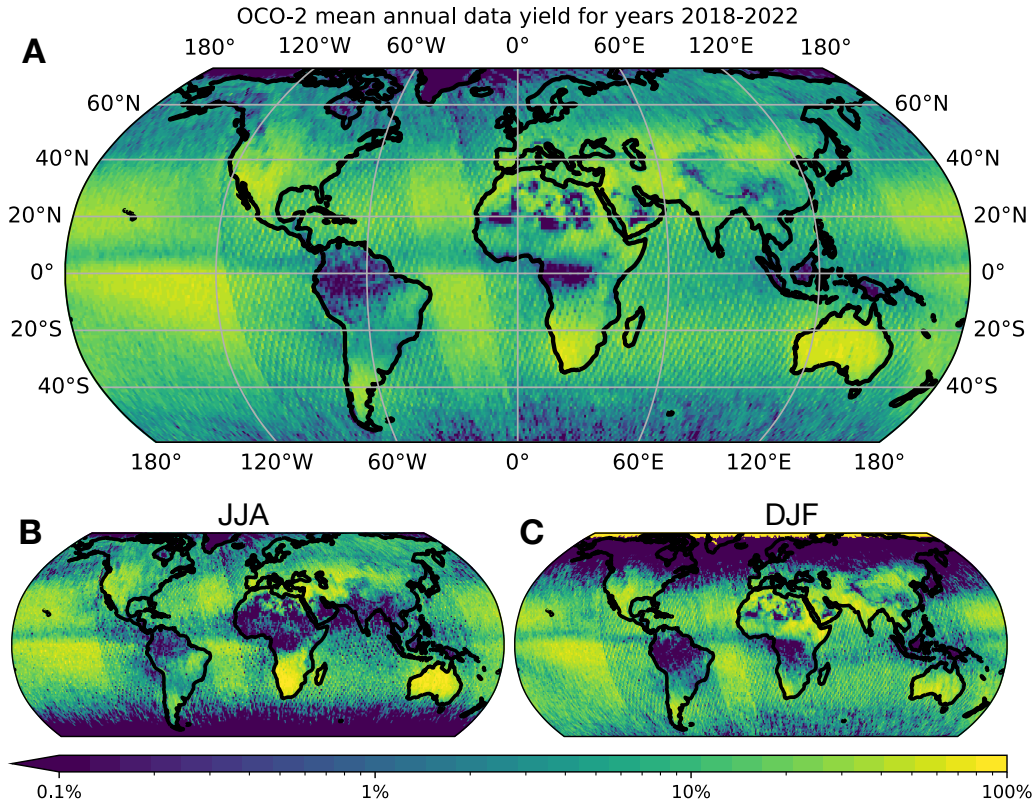 OCO-2 mean annual data yield for years 2018-2022
A
180° 120°W 60°W 0° 60°E 120°E 180°
60°N 60°N
40°N 40°N
20°N 20°N
0° 0°
20°S 20°S
40°S 40°S
180° 120°W 60°W 0° 60°E 120°E 180°
B JJA
C DJF
0.1% 1% 10% 100%